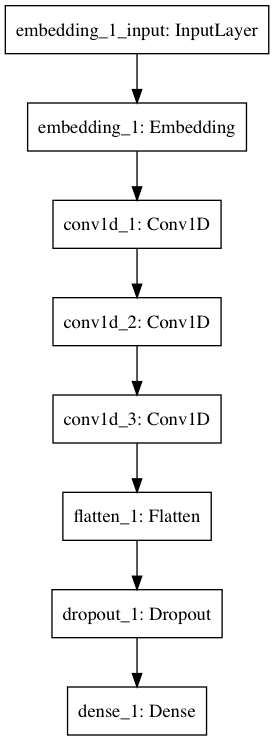 embedding_1_input: InputLayer
embedding_1: Embedding
conv1d_1: Conv1D
conv1d_2: Conv1D
conv1d_3: Conv1D
flatten_1: Flatten
dropout_1: Dropout
dense_1: Dense